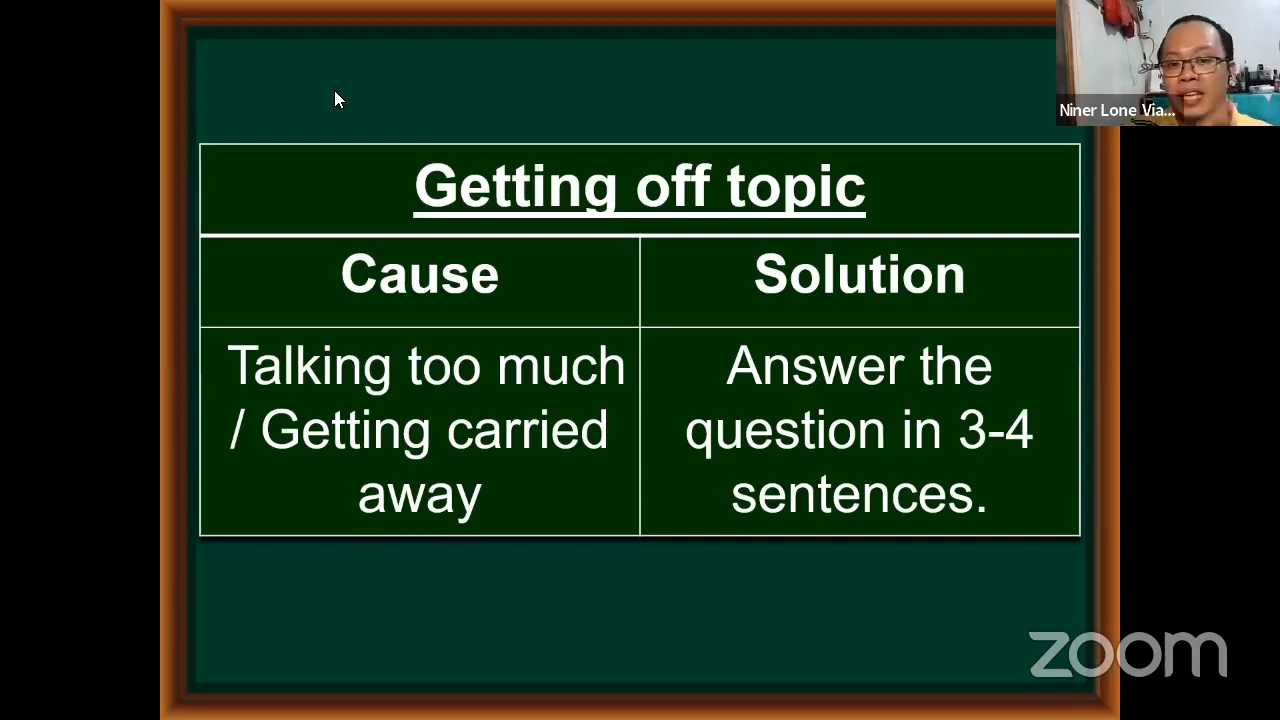 Niner Lone Via...
Getting off topic
Cause
Solution
Talking too much
/ Getting carried
away
Answer the
question in 3-4
sentences.
zoom